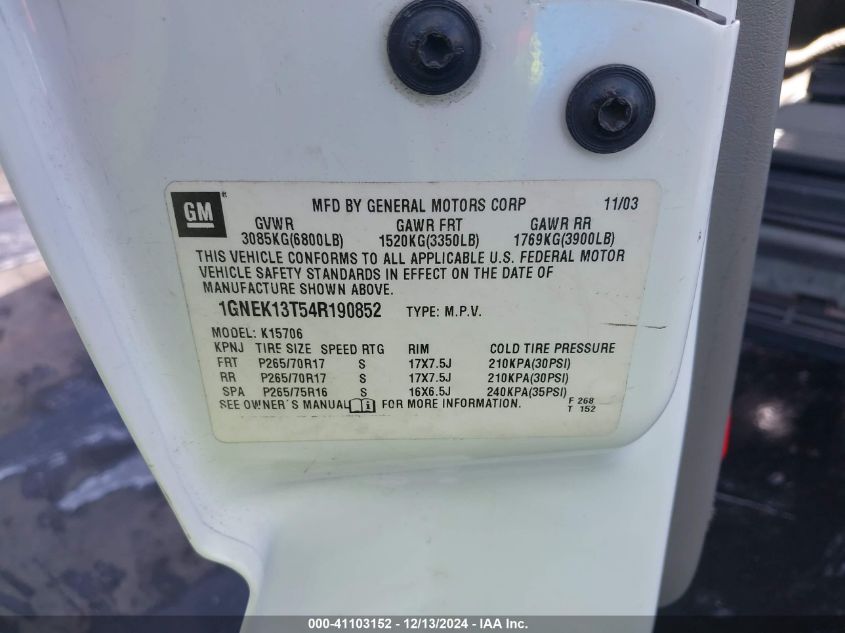 GM
MFD BY GENERAL MOTORS CORP 11/03
GVWR GAWR FRT GAWR RR
3085KG(6800LB) 1520KG(3350LB) 1769KG(3900LB)
THIS VEHICLE CONFORMS TO ALL APPLICABLE U.S. FEDERAL MOTOR
VEHICLE SAFETY STANDARDS IN EFFECT ON THE DATE OF
MANUFACTURE SHOWN ABOVE.
1GNEK13T54R190852 TYPE: M.P.V.
MODEL: K15706
KPNJ TIRE SIZE SPEED RTG RIM COLD TIRE PRESSURE
FRT P265/70R17 S 17X7.5J 210KPA(30PSI)
RR P265/70R17 S 17X7.5J 210KPA(30PSI)
SPA P265/75R16 S 16X6.5J 240KPA(35PSI)
SEE OWNER'S MANUAL FOR MORE INFORMATION. F 268
T 152
000-41103152 - 12/13/2024 - IAA Inc.